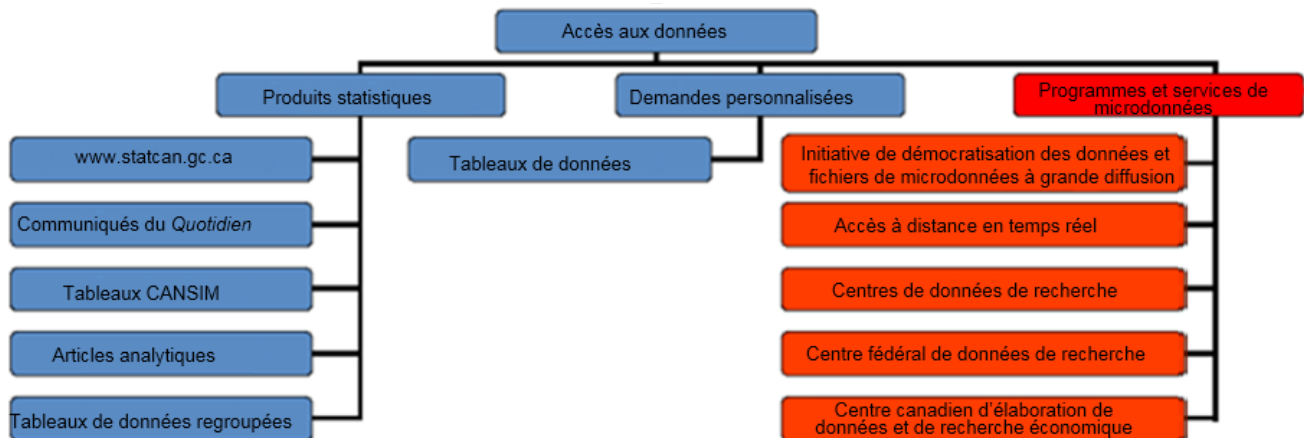 Accès aux données
Produits statistiques
Demandes personnalisées
Programmes et services de
microdonnées
www.statcan.gc.ca
Communiqués du Quotidien
Tableaux CANSIM
Articles analytiques
Tableaux de données regroupées
Tableaux de données
Initiative de démocratisation des données et
fichiers de microdonnées à grande diffusion
Accès à distance en temps réel
Centres de données de recherche
Centre fédéral de données de recherche
Centre canadien d'élaboration de
données et de recherche économique